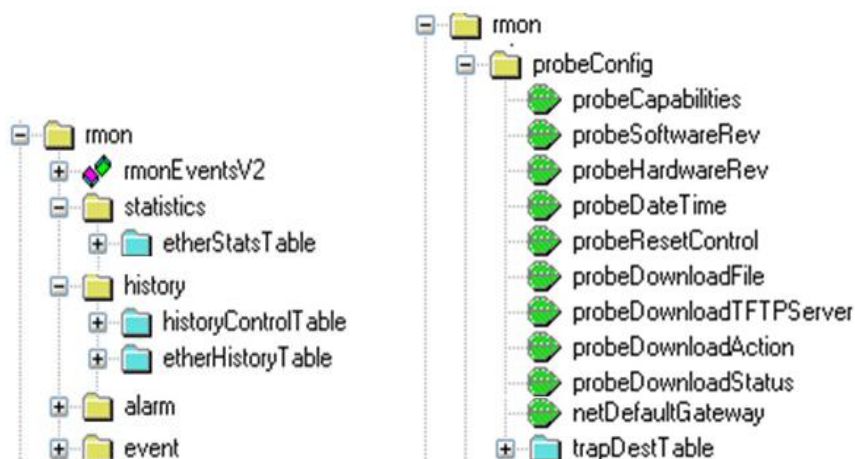 rmon
rmonEventsV2
statistics
etherStatsTable
history
historyControlTable
etherHistoryTable
alarm
event
rmon
probeConfig
probeCapabilities
probeSoftwareRev
probeHardwareRev
probeDateTime
probeResetControl
probeDownloadFile
probeDownloadTFTPServer
probeDownloadAction
probeDownloadStatus
netDefaultGateway
trapDestTable